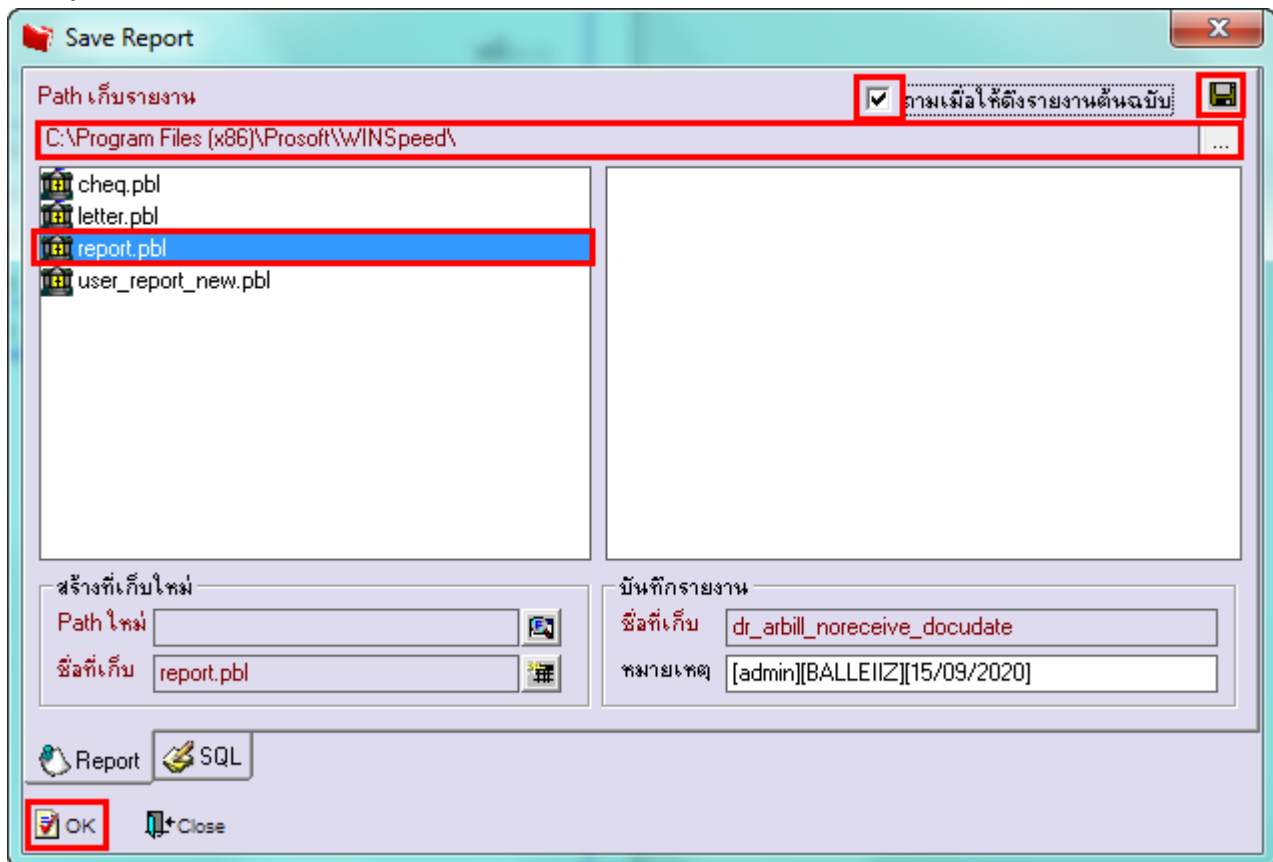 Save Report
Path เก็บรายงาน
ถามเมื่อให้ดึงรายงานต้นฉบับ
C:\Program Files (x86)\Prosoft\WINSpeed\
...
cheq.pbl
letter.pbl
report.pbl
user_report_new.pbl
สร้างที่เก็บใหม่
Path ใหม่
ชื่อที่เก็บ report.pbl
บันทึกรายงาน
ชื่อที่เก็บ dr_arbill_noreceive_docudate
หมายเหตุ [admin][BALLEIIZ][15/09/2020]
Report SQL
OK Close